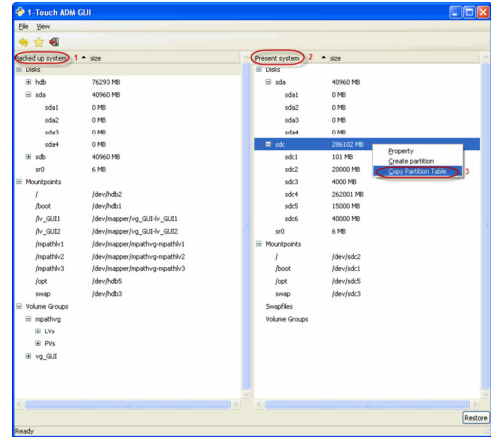 1-Touch ADM GUI
File View
Backed up system 1 size
Disks
hdb 76293 MB
sda 40960 MB
sda1 0 MB
sda2 0 MB
sda3 0 MB
sda4 0 MB
sdb 40960 MB
sr0 6 MB
Mountpoints
/ /dev/hdb2
/boot /dev/hdb1
/lv_GUI1 /dev/mapper/vg_GUI-lv_GUI1
/lv_GUI2 /dev/mapper/vg_GUI-lv_GUI2
/mpathlv1 /dev/mapper/mpathvg-mpathlv1
/mpathlv2 /dev/mapper/mpathvg-mpathlv2
/mpathlv3 /dev/mapper/mpathvg-mpathlv3
/opt /dev/hdb5
swap /dev/hdb3
Volume Groups
mpathvg
LVs
PVs
vg_GUI
Present system 2 size
Disks
sda 40960 MB
sda1 0 MB
sda2 0 MB
sda3 0 MB
sda4 0 MB
sdc 286102 MB
sdc1 101 MB
sdc2 20000 MB
sdc3 4000 MB
sdc4 262001 MB
sdc5 15000 MB
sdc6 40000 MB
sr0 6 MB
Mountpoints
/ /dev/sdc2
/boot /dev/sdc1
/opt /dev/sdc5
swap /dev/sdc3
Swapfiles
Volume Groups
Property
Create partition
Copy Partition Table 3
Restore
Ready